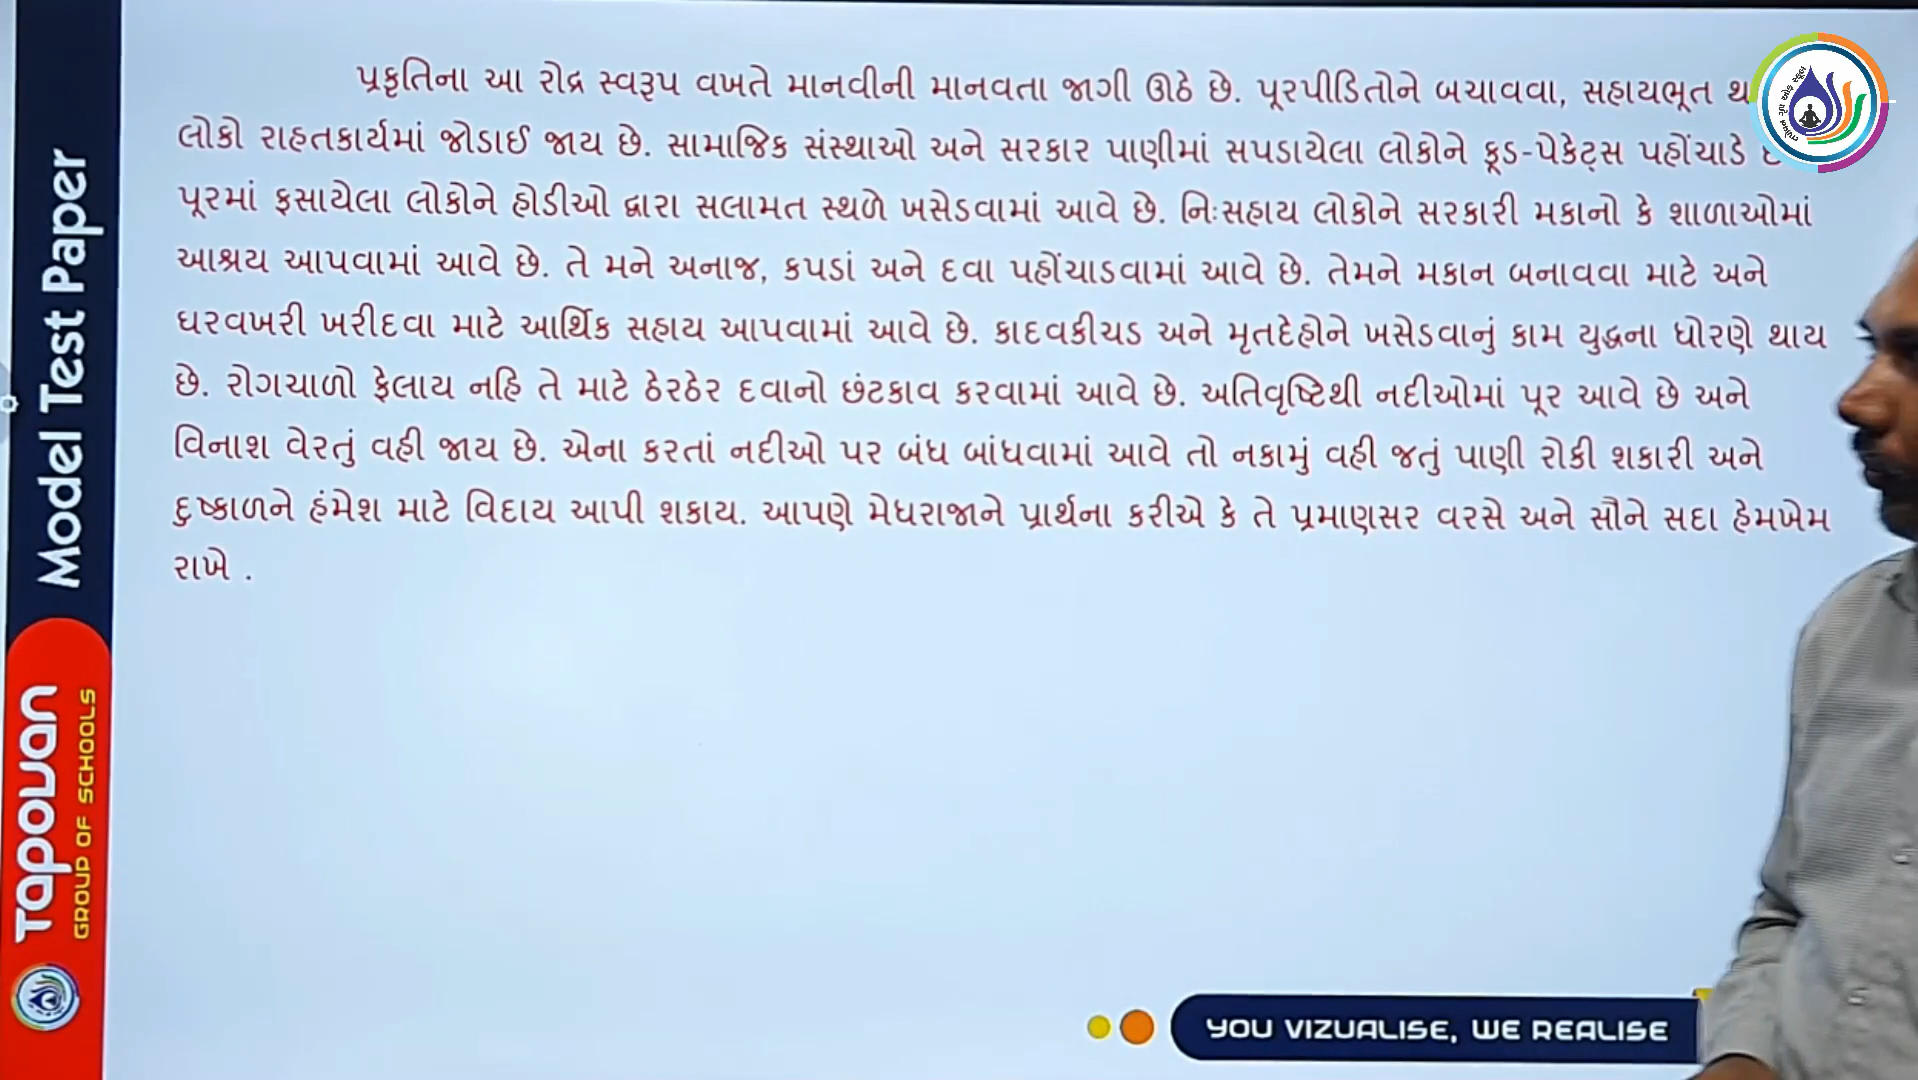 પ્રકૃતિના આ રોદ્ર સ્વરૂપ વખતે માનવીની માનવતા જાગી ઊઠે છે. પૂરપીડિતોને બચાવવા, સહાયભૂત
લોકો રાહતકાર્યમાં જોડાઈ જાય છે. સામાજિક સંસ્થાઓ અને સરકાર પાણીમાં સપડાયેલા લોકોને ફૂડ-પેકેટ્સ પહોંચાડે
પૂરમાં ફસાયેલા લોકોને હોડીઓ દ્વારા સલામત સ્થળે ખસેડવામાં આવે છે. નિઃસહાય લોકોને સરકારી મકાનો કે શાળાઓમાં
આશ્રય આપવામાં આવે છે. તે મને અનાજ, કપડાં અને દવા પહોંચાડવામાં આવે છે. તેમને મકાન બનાવવા માટે અને
ઘરવખરી ખરીદવા માટે આર્થિક સહાય આપવામાં આવે છે. કાદવકીચડ અને મૃતદેહોને ખસેડવાનું કામ યુદ્ધના ધોરણે થાય
છે. રોગચાળો ફેલાય નહિ તે માટે ઠેરઠેર દવાનો છંટકાવ કરવામાં આવે છે. અતિવૃષ્ટિથી નદીઓમાં પૂર આવે છે અને
વિનાશ વેરતું વહી જાય છે. એના કરતાં નદીઓ પર બંધ બાંધવામાં આવે તો નકામું વહી જતું પાણી રોકી શકારી અને
દુષ્કાળને હંમેશ માટે વિદાય આપી શકાય. આપણે મેઘરાજાને પ્રાર્થના કરીએ કે તે પ્રમાણસર વરસે અને સૌને સદા હેમખેમ
રાખે .
Model Test Paper
TAPOVAN
GROUP OF SCHOOLS
YOU VIZUALISE, WE REALISE